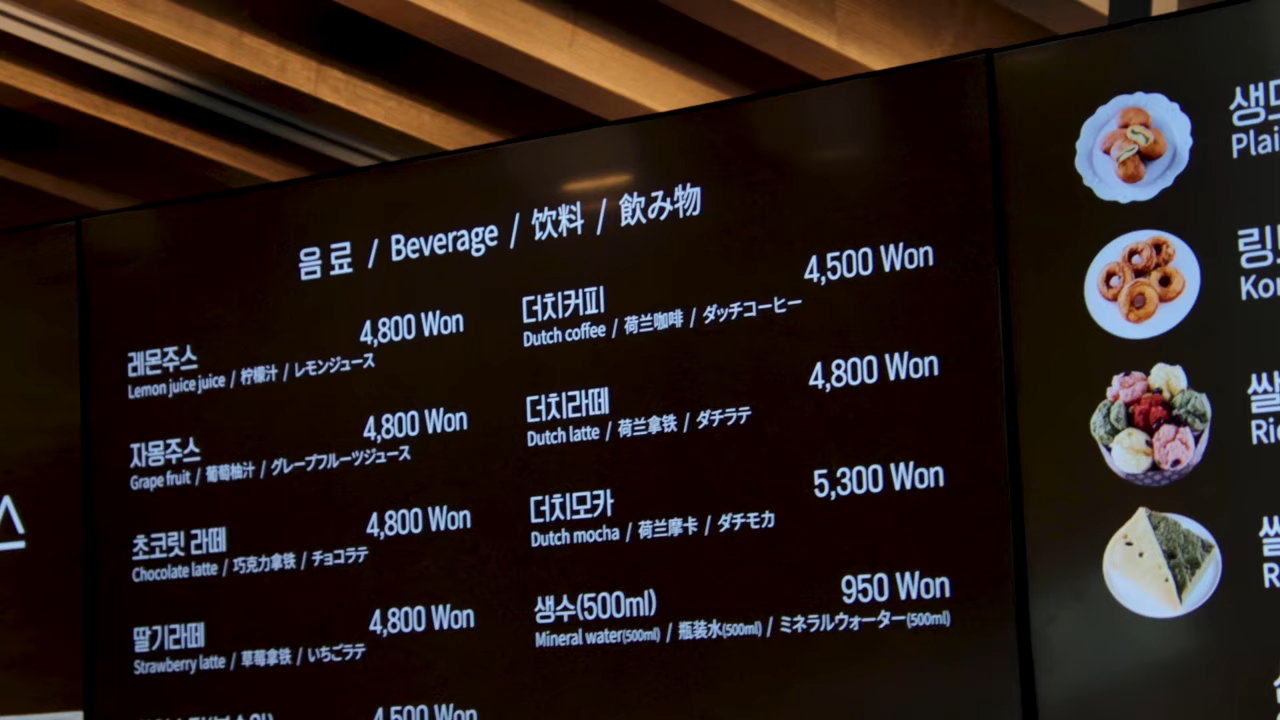 음료 / Beverage / 饮料 / 飲み物
레몬주스 4,800 Won
Lemon juice juice / 柠檬汁 / レモンジュース
자몽주스 4,800 Won
Grape fruit / 葡萄柚汁 / グレープフルーツジュース
초코릿 라떼 4,800 Won
Chocolate latte / 巧克力拿铁 / チョコラテ
딸기라떼 4,800 Won
Strawberry latte / 草莓拿铁 / いちごラテ
4,500 Won
더치커피 4,500 Won
Dutch coffee / 荷兰咖啡 / ダッチコーヒー
더치라떼 4,800 Won
Dutch latte / 荷兰拿铁 / ダチラテ
더치모카 5,300 Won
Dutch mocha / 荷兰摩卡 / ダチモカ
생수(500ml) 950 Won
Mineral water(500ml) / 瓶装水(500ml) / ミネラルウォーター(500ml)